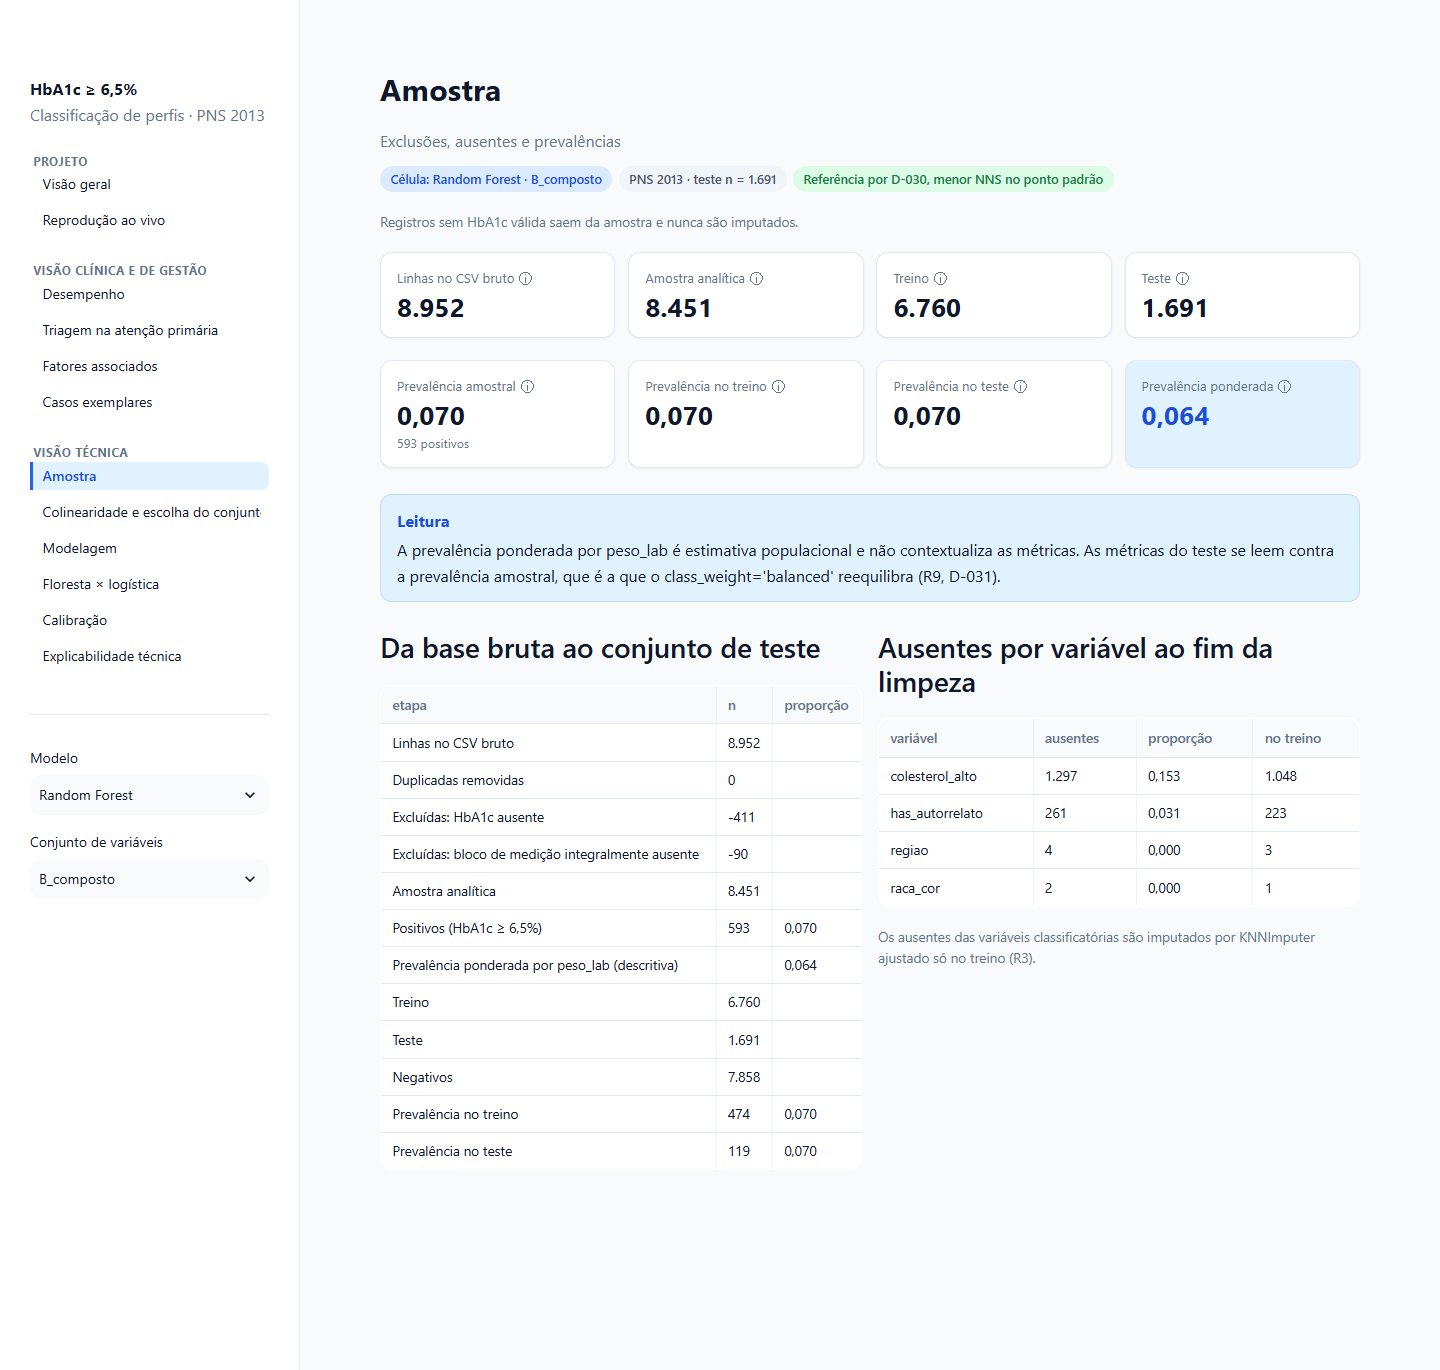 HbA1c ≥ 6,5%
Classificação de perfis · PNS 2013
PROJETO
Visão geral
Reprodução ao vivo
VISÃO CLÍNICA E DE GESTÃO
Desempenho
Triagem na atenção primária
Fatores associados
Casos exemplares
VISÃO TÉCNICA
Amostra
Colinearidade e escolha do conjunt
Modelagem
Floresta × logística
Calibração
Explicabilidade técnica
Modelo
Random Forest
Conjunto de variáveis
B_composto
Amostra
Exclusões, ausentes e prevalências
Célula: Random Forest · B_composto PNS 2013 · teste n = 1.691 Referência por D-030, menor NNS no ponto padrão
Registros sem HbA1c válida saem da amostra e nunca são imputados.
Linhas no CSV bruto ⓘ
8.952
Amostra analítica ⓘ
8.451
Treino ⓘ
6.760
Teste ⓘ
1.691
Prevalência amostral ⓘ
0,070
593 positivos
Prevalência no treino ⓘ
0,070
Prevalência no teste ⓘ
0,070
Prevalência ponderada ⓘ
0,064
Leitura
A prevalência ponderada por peso_lab é estimativa populacional e não contextualiza as métricas. As métricas do teste se leem contra
a prevalência amostral, que é a que o class_weight='balanced' reequilibra (R9, D-031).
Da base bruta ao conjunto de teste
etapa n proporção
Linhas no CSV bruto 8.952
Duplicadas removidas 0
Excluídas: HbA1c ausente -411
Excluídas: bloco de medição integralmente ausente -90
Amostra analítica 8.451
Positivos (HbA1c ≥ 6,5%) 593 0,070
Prevalência ponderada por peso_lab (descritiva) 0,064
Treino 6.760
Teste 1.691
Negativos 7.858
Prevalência no treino 474 0,070
Prevalência no teste 119 0,070
Ausentes por variável ao fim da
limpeza
variável ausentes proporção no treino
colesterol_alto 1.297 0,153 1.048
has_autorrelato 261 0,031 223
regiao 4 0,000 3
raca_cor 2 0,000 1
Os ausentes das variáveis classificatórias são imputados por KNNImputer
ajustado só no treino (R3).